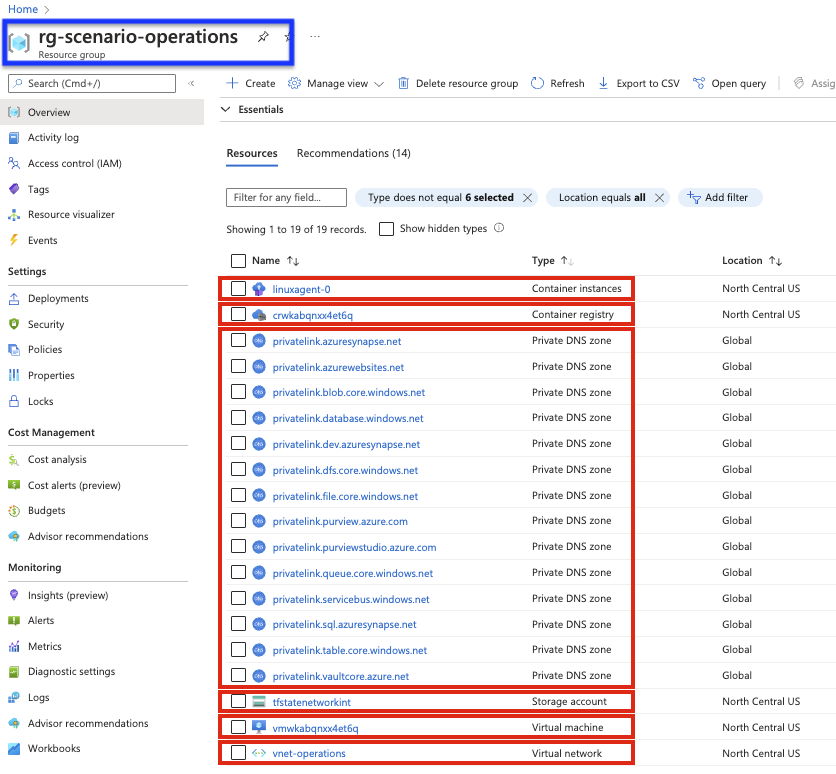 Home >
rg-scenario-operations ...
Resource group
Search (Cmd+/) «
Create Manage view Delete resource group Refresh Export to CSV Open query Assig
Overview
Activity log
Access control (IAM)
Tags
Resource visualizer
Events
Settings
Deployments
Security
Policies
Properties
Locks
Cost Management
Cost analysis
Cost alerts (preview)
Budgets
Advisor recommendations
Monitoring
Insights (preview)
Alerts
Metrics
Diagnostic settings
Logs
Advisor recommendations
Workbooks
Essentials
Resources Recommendations (14)
Filter for any field... Type does not equal 6 selected Location equals all Add filter
Showing 1 to 19 of 19 records. Show hidden types
Name ↑↓ Type ↑↓ Location ↑↓
linuxagent-0 Container instances North Central US
crwkabqnxx4et6q Container registry North Central US
privatelink.azuresynapse.net Private DNS zone Global
privatelink.azurewebsites.net Private DNS zone Global
privatelink.blob.core.windows.net Private DNS zone Global
privatelink.database.windows.net Private DNS zone Global
privatelink.dev.azuresynapse.net Private DNS zone Global
privatelink.dfs.core.windows.net Private DNS zone Global
privatelink.file.core.windows.net Private DNS zone Global
privatelink.purview.azure.com Private DNS zone Global
privatelink.purviewstudio.azure.com Private DNS zone Global
privatelink.queue.core.windows.net Private DNS zone Global
privatelink.servicebus.windows.net Private DNS zone Global
privatelink.sql.azuresynapse.net Private DNS zone Global
privatelink.table.core.windows.net Private DNS zone Global
privatelink.vaultcore.azure.net Private DNS zone Global
tfstatenetworkint Storage account North Central US
vmwkabqnxx4et6q Virtual machine North Central US
vnet-operations Virtual network North Central US